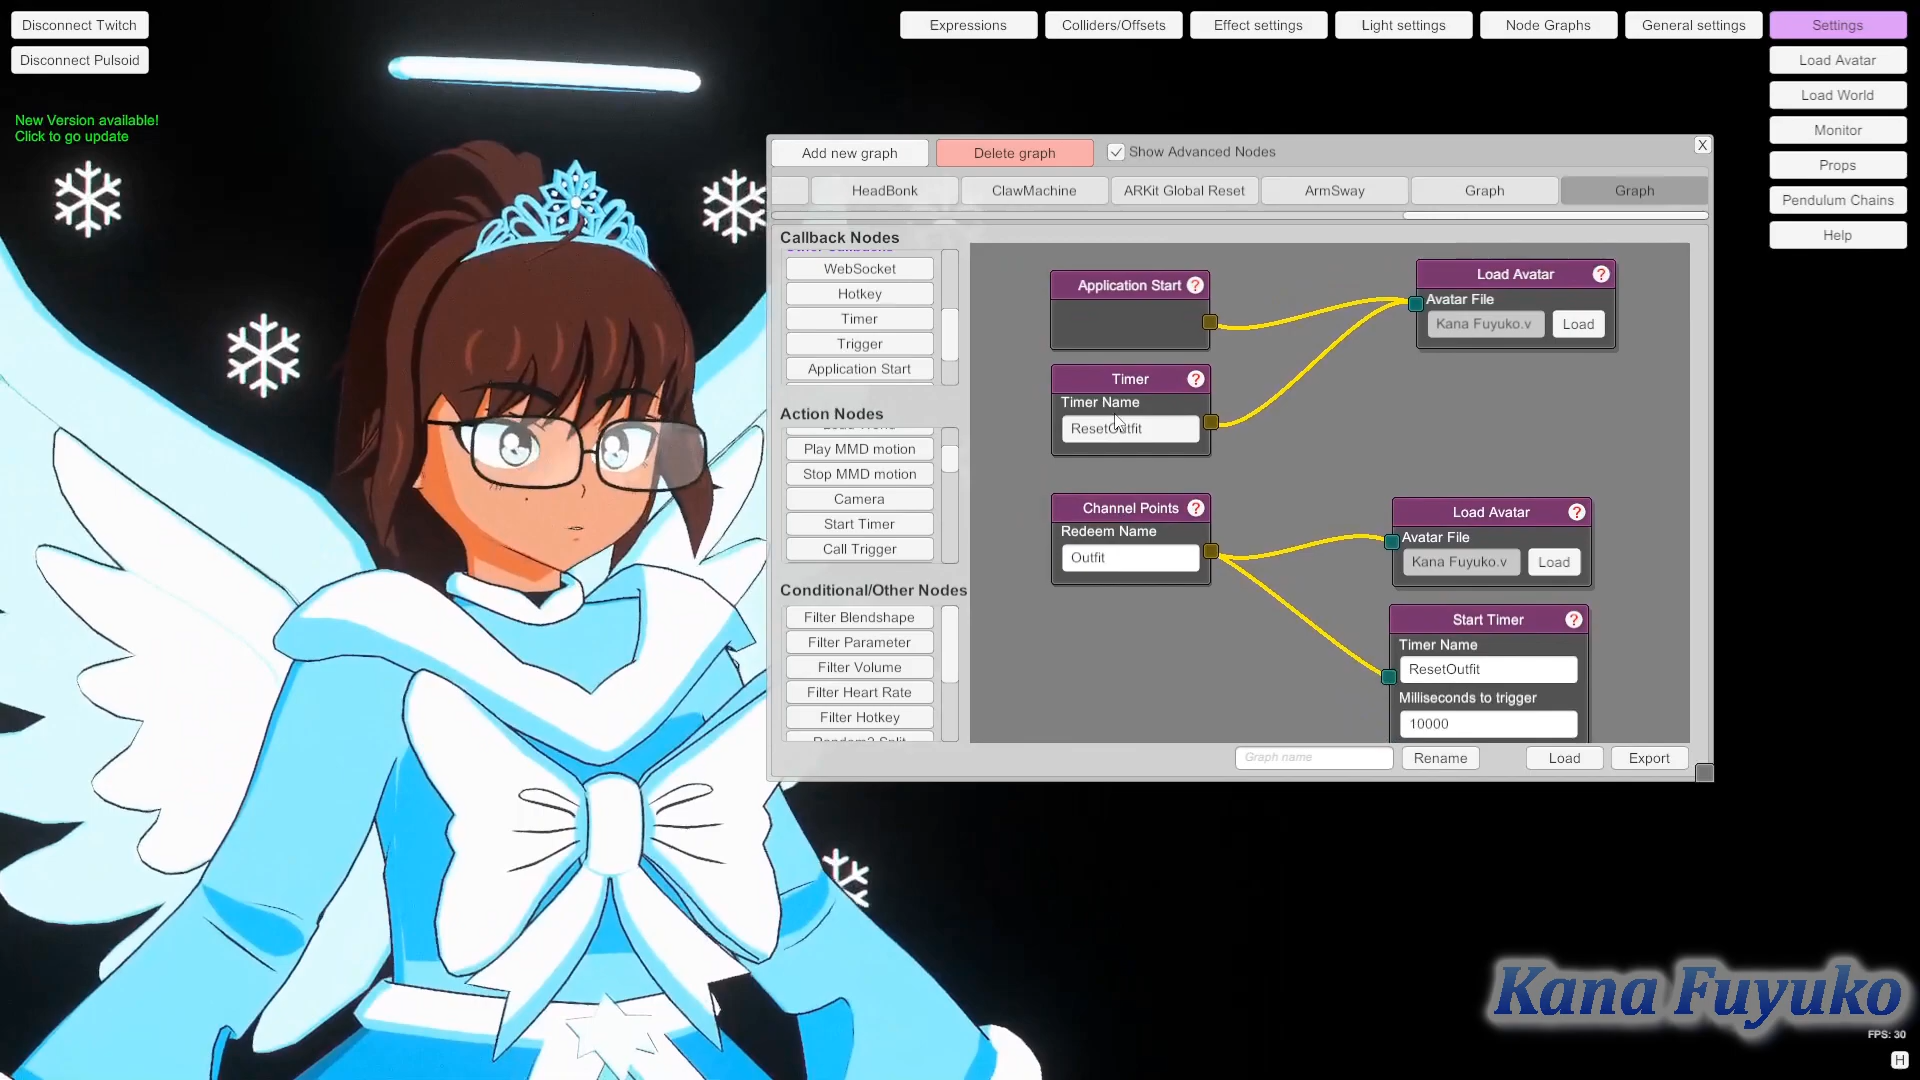 Disconnect Twitch
Disconnect Pulsoid
New Version available!
Click to go update
Expressions
Colliders/Offsets
Effect settings
Light settings
Node Graphs
General settings
Settings
Load Avatar
Load World
Monitor
Props
Pendulum Chains
Help
Add new graph
Delete graph
Show Advanced Nodes
X
HeadBonk
ClawMachine
ARKit Global Reset
ArmSway
Graph
Graph
Callback Nodes
WebSocket
Hotkey
Timer
Trigger
Application Start
Action Nodes
Play MMD motion
Stop MMD motion
Camera
Start Timer
Call Trigger
Conditional/Other Nodes
Filter Blendshape
Filter Parameter
Filter Volume
Filter Heart Rate
Filter Hotkey
Application Start ?
Load Avatar ?
Avatar File
Kana Fuyuko.v
Load
Timer ?
Timer Name
ResetOutfit
Channel Points ?
Redeem Name
Outfit
Load Avatar ?
Avatar File
Kana Fuyuko.v
Load
Start Timer ?
Timer Name
ResetOutfit
Milliseconds to trigger
10000
Graph name
Rename
Load
Export
Kana Fuyuko
FPS: 30
H